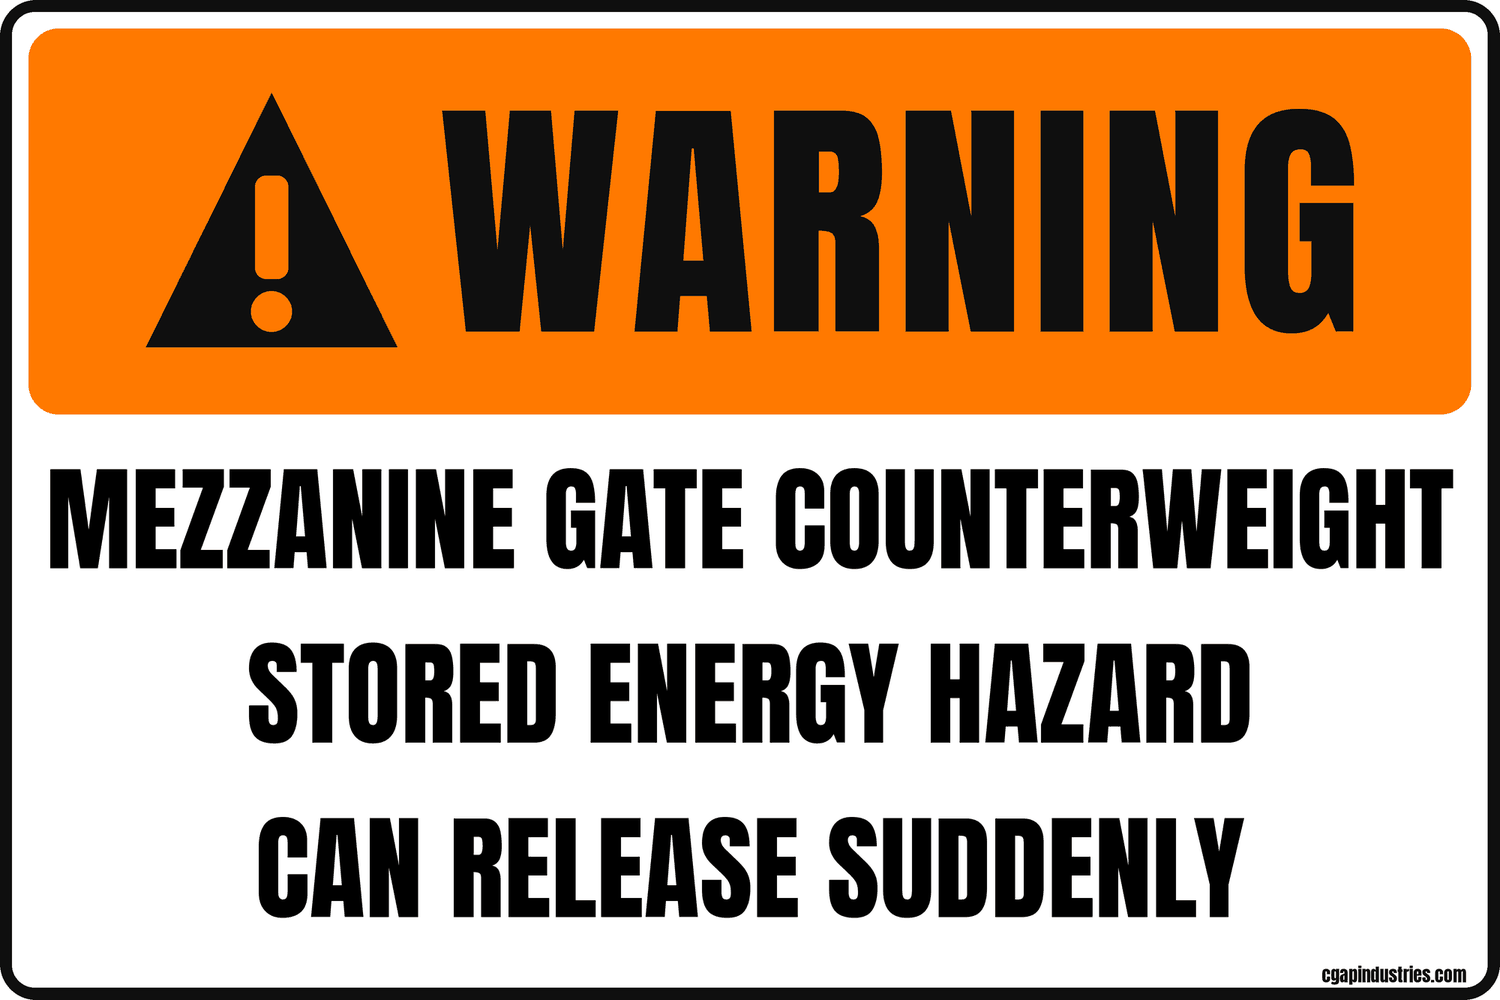 WARNING
MEZZANINE GATE COUNTERWEIGHT
STORED ENERGY HAZARD
CAN RELEASE SUDDENLY
cgapindustries.com